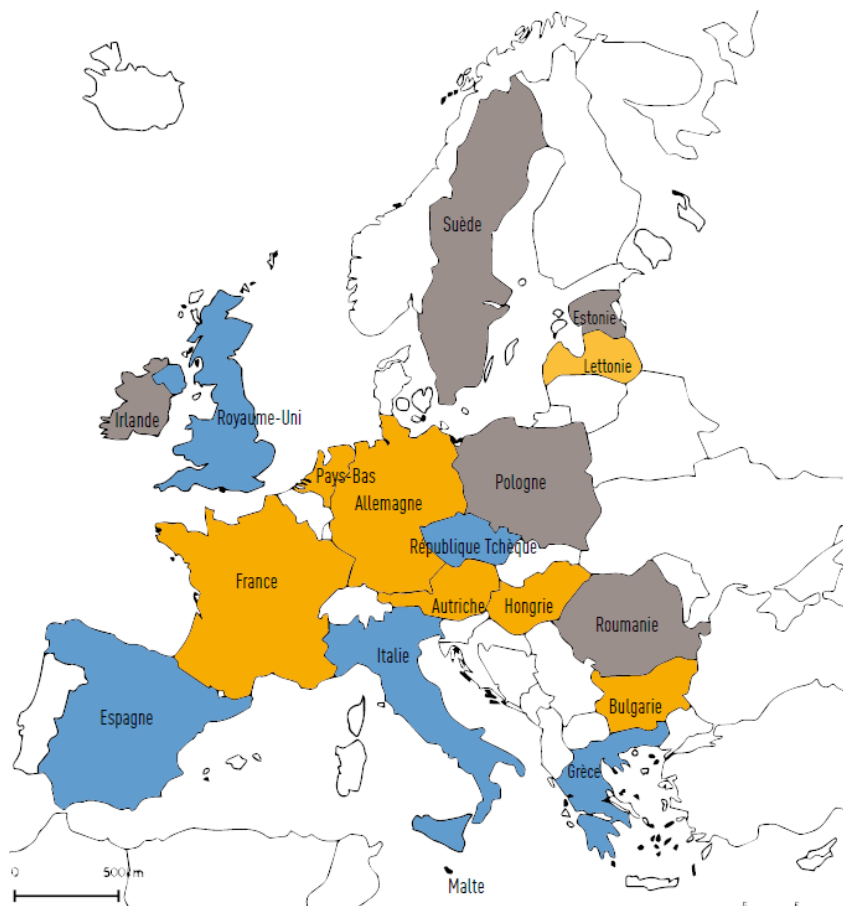 Suède
Estonie
Lettonie
Irlande
Royaume-Uni
Pays-Bas
Allemagne
Pologne
République Tchèque
France
Autriche
Hongrie
Roumanie
Italie
Espagne
Bulgarie
Grèce
0 500
Malte